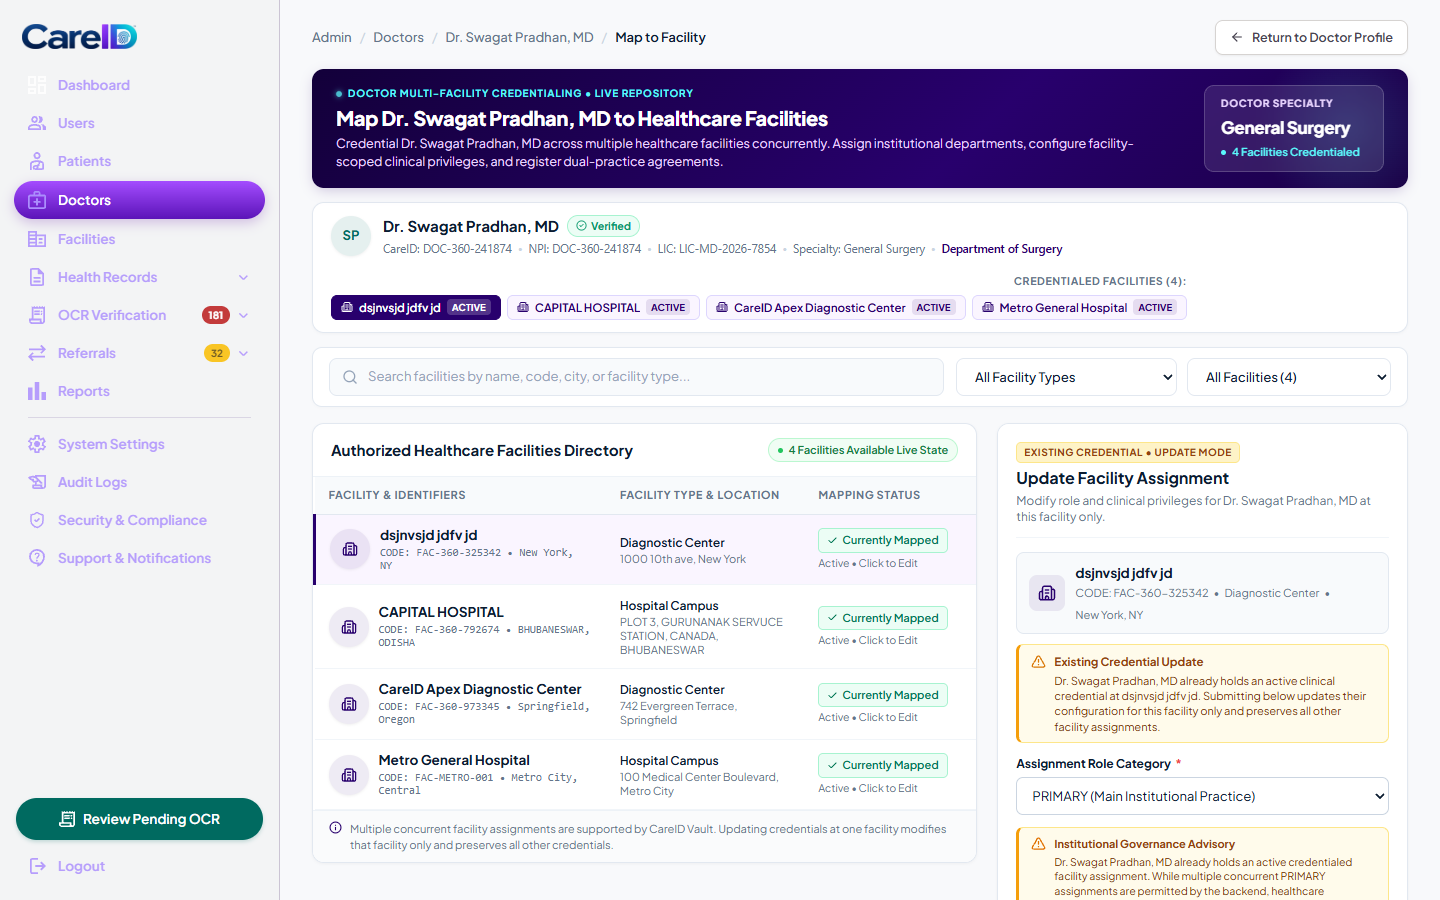 CareID
Dashboard
Users
Patients
Doctors
Facilities
Health Records
OCR Verification 181
Referrals 32
Reports
System Settings
Audit Logs
Security & Compliance
Support & Notifications
Review Pending OCR
Logout
Admin / Doctors / Dr. Swagat Pradhan, MD / Map to Facility
Return to Doctor Profile
DOCTOR MULTI-FACILITY CREDENTIALING • LIVE REPOSITORY
Map Dr. Swagat Pradhan, MD to Healthcare Facilities
Credential Dr. Swagat Pradhan, MD across multiple healthcare facilities concurrently. Assign institutional departments, configure facility-
scoped clinical privileges, and register dual-practice agreements.
DOCTOR SPECIALTY
General Surgery
• 4 Facilities Credentialed
SP
Dr. Swagat Pradhan, MD Verified
CareID: DOC-360-241874 • NPI: DOC-360-241874 • LIC: LIC-MD-2026-7854 • Specialty: General Surgery • Department of Surgery
CREDENTIALED FACILITIES (4):
dsjnvsjd jdfv jd ACTIVE
CAPITAL HOSPITAL ACTIVE
CareID Apex Diagnostic Center ACTIVE
Metro General Hospital ACTIVE
Search facilities by name, code, city, or facility type...
All Facility Types
All Facilities (4)
Authorized Healthcare Facilities Directory
• 4 Facilities Available Live State
FACILITY & IDENTIFIERS FACILITY TYPE & LOCATION MAPPING STATUS
dsjnvsjd jdfv jd
CODE: FAC-360-325342 • New York,
NY
Diagnostic Center
1000 10th ave, New York
Currently Mapped
Active • Click to Edit
CAPITAL HOSPITAL
CODE: FAC-360-792674 • BHUBANESWAR,
ODISHA
Hospital Campus
PLOT 3, GURUNANAK SERVUCE
STATION, CANADA,
BHUBANESWAR
Currently Mapped
Active • Click to Edit
CareID Apex Diagnostic Center
CODE: FAC-360-973345 • Springfield,
Oregon
Diagnostic Center
742 Evergreen Terrace,
Springfield
Currently Mapped
Active • Click to Edit
Metro General Hospital
CODE: FAC-METRO-001 • Metro City,
Central
Hospital Campus
100 Medical Center Boulevard,
Metro City
Currently Mapped
Active • Click to Edit
Multiple concurrent facility assignments are supported by CareID Vault. Updating credentials at one facility modifies
that facility only and preserves all other credentials.
EXISTING CREDENTIAL • UPDATE MODE
Update Facility Assignment
Modify role and clinical privileges for Dr. Swagat Pradhan, MD at
this facility only.
dsjnvsjd jdfv jd
CODE: FAC-360-325342 • Diagnostic Center •
New York, NY
Existing Credential Update
Dr. Swagat Pradhan, MD already holds an active clinical
credential at dsjnvsjd jdfv jd. Submitting below updates their
configuration for this facility only and preserves all other
facility assignments.
Assignment Role Category *
PRIMARY (Main Institutional Practice)
Institutional Governance Advisory
Dr. Swagat Pradhan, MD already holds an active credentialed
facility assignment. While multiple concurrent PRIMARY
assignments are permitted by the backend, healthcare